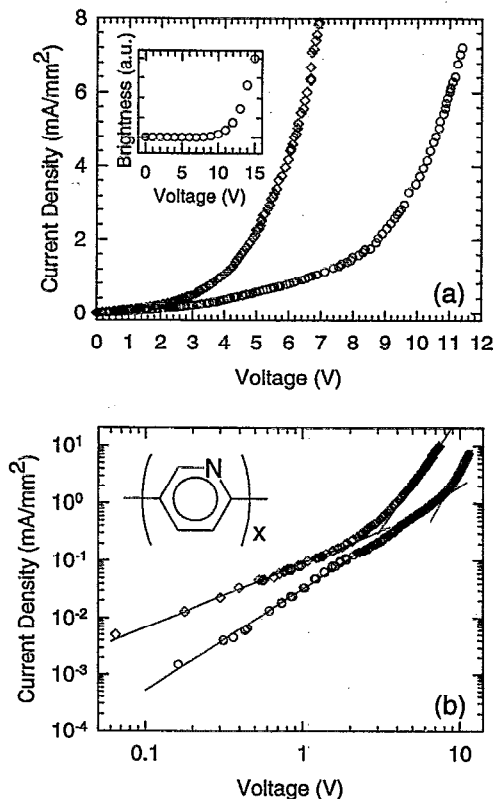 8
6
4
2
0
Current Density (mA/mm²)
Brightness (a.u.)
0 5 10 15
Voltage (V)
(a)
0 1 2 3 4 5 6 7 8 9 10 11 12
Voltage (V)
10¹
10⁰
10⁻¹
10⁻²
10⁻³
10⁻⁴
Current Density (mA/mm²)
N
x
(b)
0.1 1 10
Voltage (V)